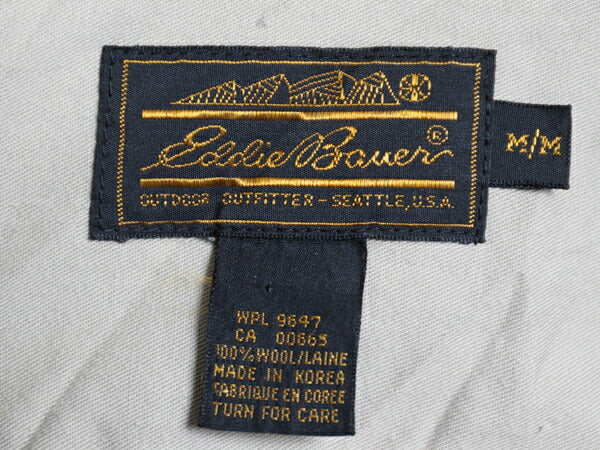 Eddie Bauer®
OUTDOOR OUTFITTER - SEATTLE, U.S.A.
M/M
WPL 9647
CA 00665
100% WOOL/LAINE
MADE IN KOREA
FABRIQUE EN COREE
TURN FOR CARE